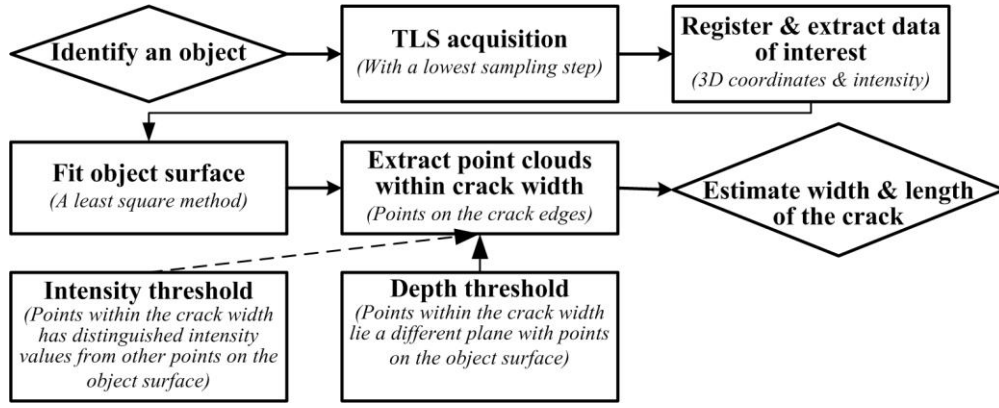 Identify an object
TLS acquisition
(With a lowest sampling step)
Register & extract data
of interest
(3D coordinates & intensity)
Fit object surface
(A least square method)
Extract point clouds
within crack width
(Points on the crack edges)
Estimate width & length
of the crack
Intensity threshold
(Points within the crack width
has distinguished intensity
values from other points on the
object surface)
Depth threshold
(Points within the crack width
lie a different plane with points
on the object surface)